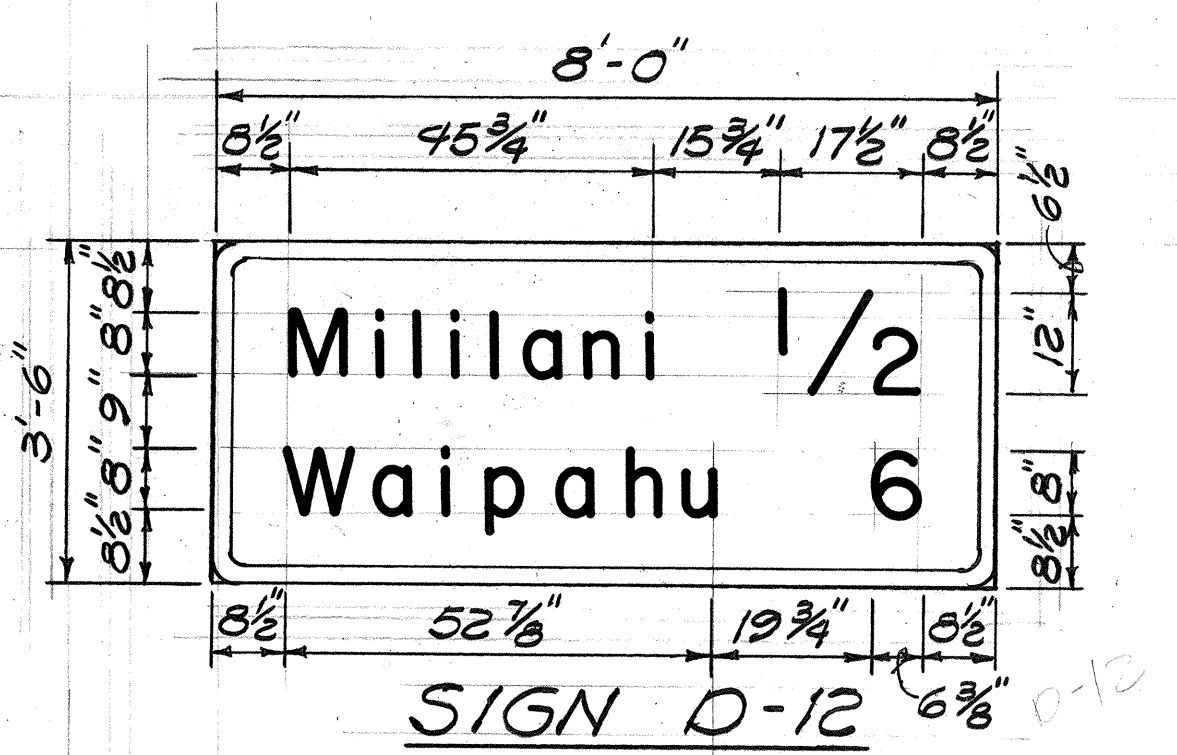 8'-0"
8½" 45¾" 15¾" 17½" 8½"
6½"
12"
8"
8½"
3'-6"
8½"
8"
9"
8"
8½"
Mililani 1/2
Waipahu 6
8½" 52⅞" 19¾" 8½"
6⅜"
SIGN D-12
D-12